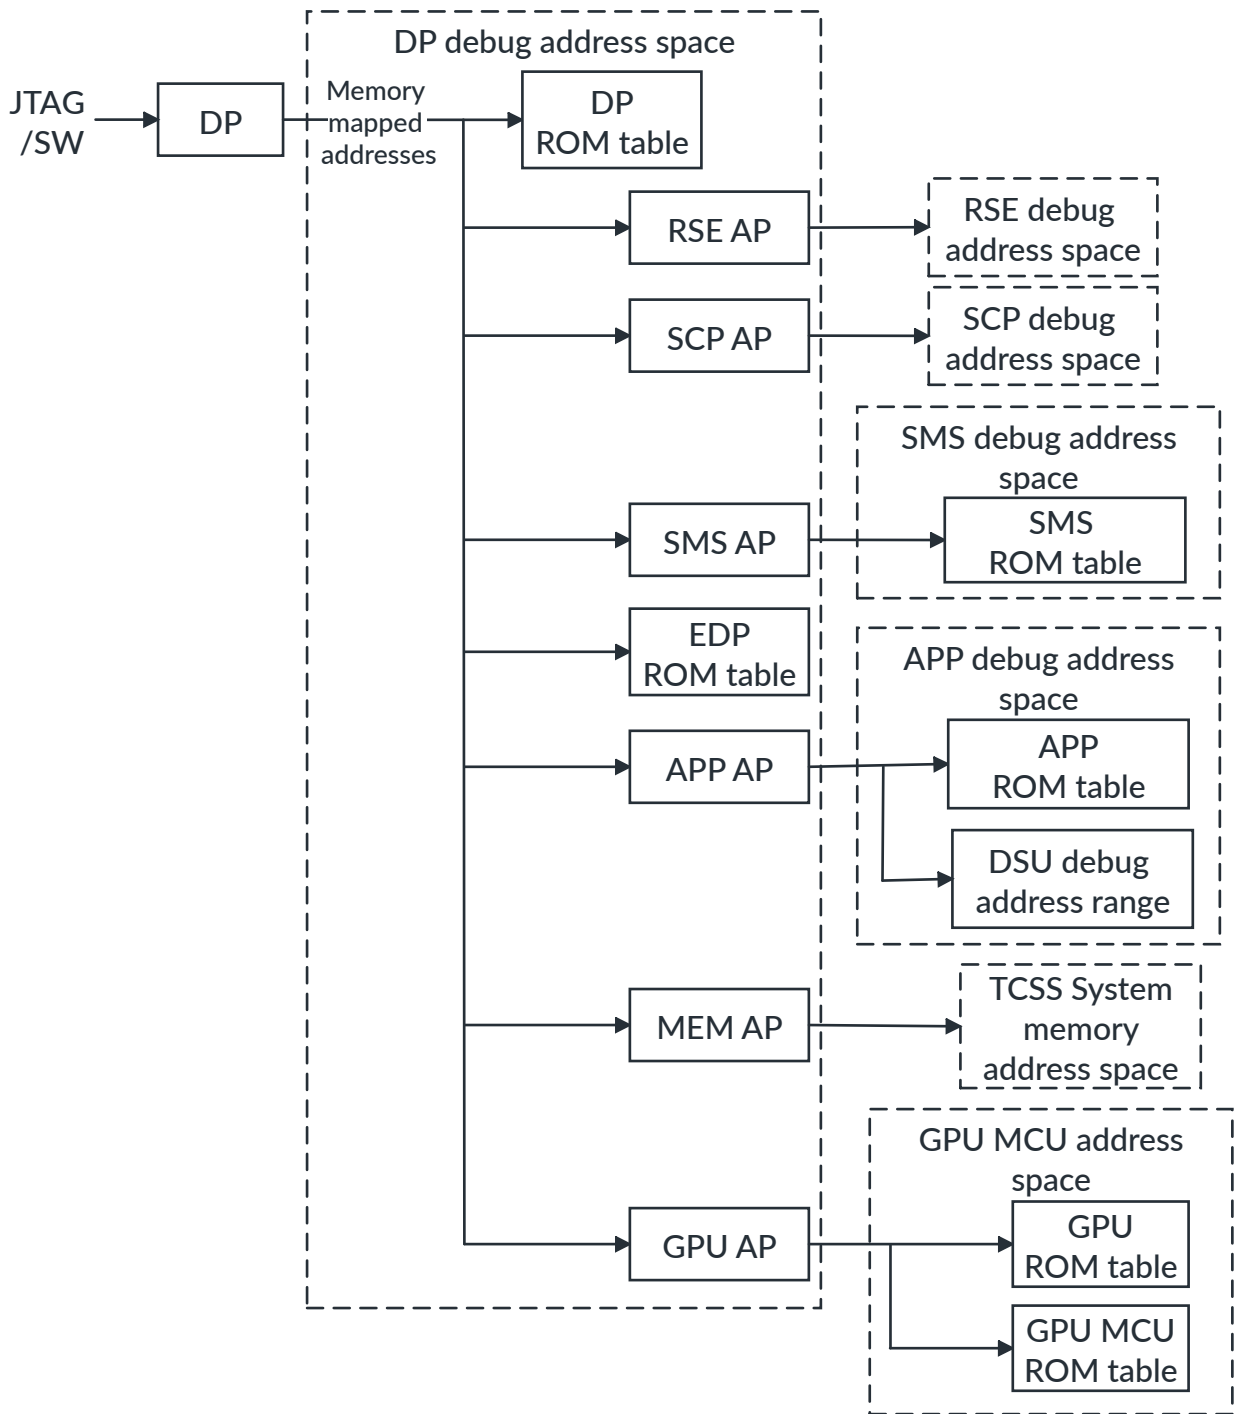 DP debug address space
JTAG
/SW
DP
Memory
mapped
addresses
DP
ROM table
RSE AP
RSE debug
address space
SCP AP
SCP debug
address space
SMS debug address
space
SMS AP
SMS
ROM table
EDP
ROM table
APP debug address
space
APP AP
APP
ROM table
DSU debug
address range
MEM AP
TCSS System
memory
address space
GPU MCU address
space
GPU AP
GPU
ROM table
GPU MCU
ROM table